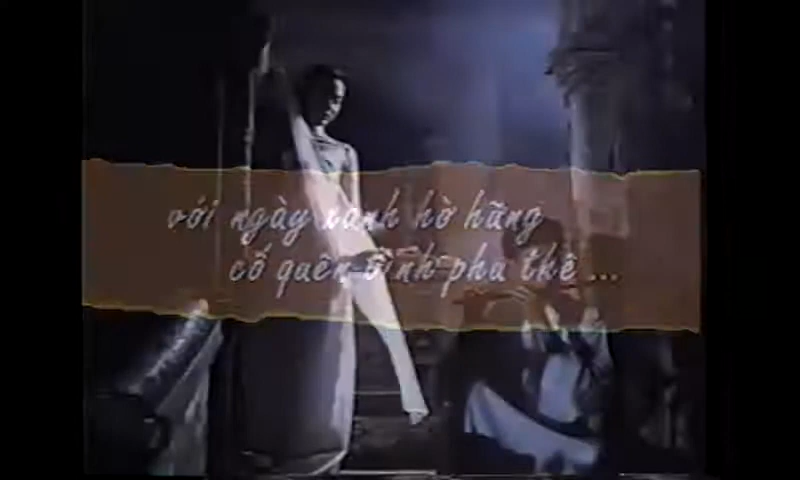 với ngày xanh hờ hững
cố quên tình phu thê ...